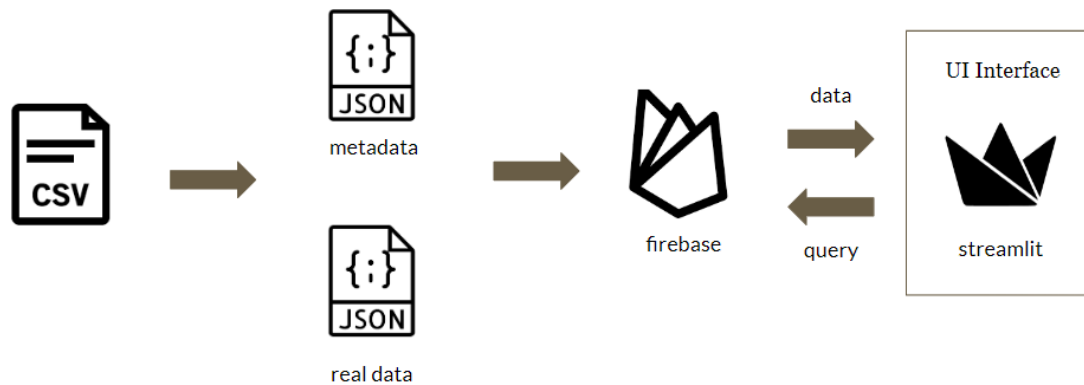 CSV
{;}
JSON
metadata
{;}
JSON
real data
firebase
data
query
UI Interface
streamlit